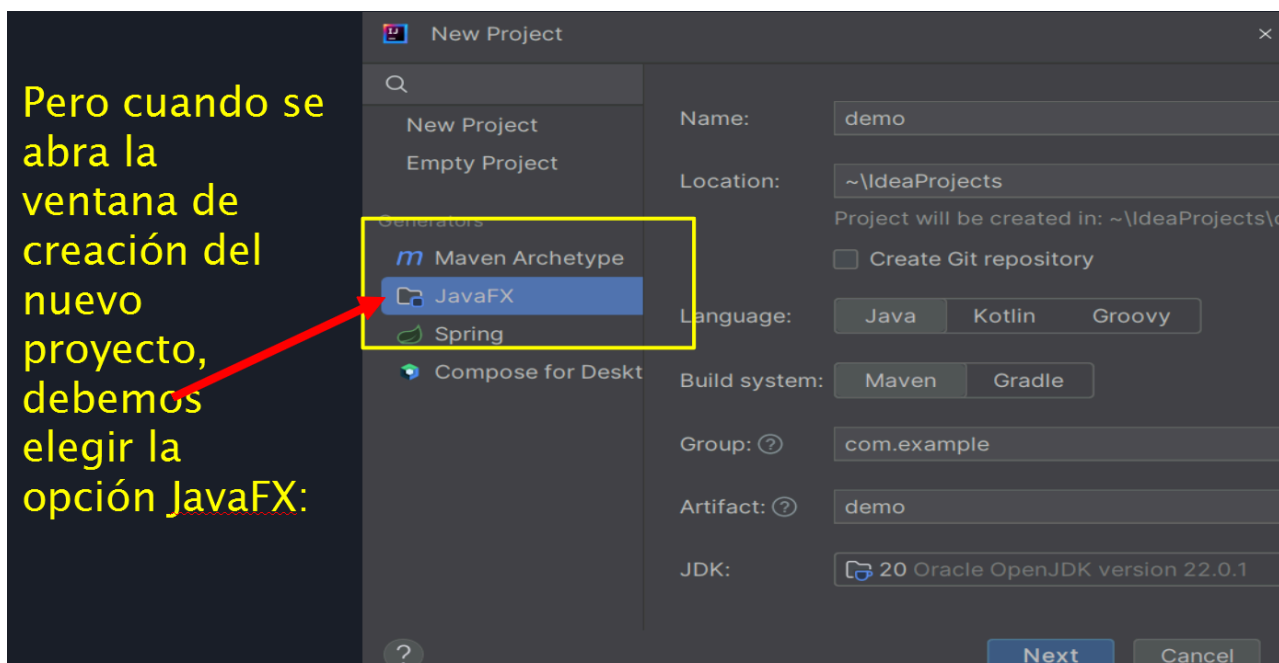 Pero cuando se
abra la
ventana de
creación del
nuevo
proyecto,
debemos
elegir la
opción JavaFX:
New Project
New Project
Empty Project
Generators
Maven Archetype
JavaFX
Spring
Compose for Deskt
Name: demo
Location: ~\IdeaProjects
Project will be created in: ~\IdeaProjects\
Create Git repository
Language: Java Kotlin Groovy
Build system: Maven Gradle
Group: ? com.example
Artifact: ? demo
JDK: 20 Oracle OpenJDK version 22.0.1
? Next Cancel